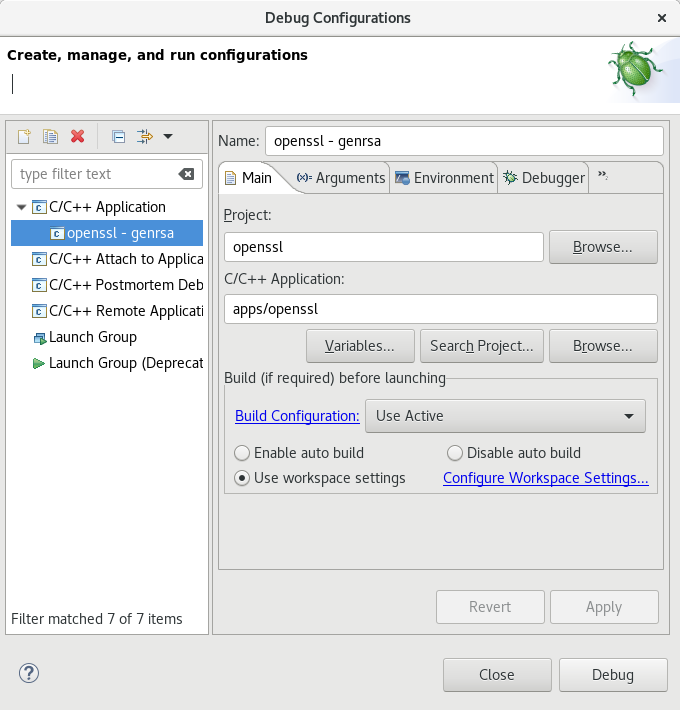 Debug Configurations
Create, manage, and run configurations
type filter text
C/C++ Application
openssl - genrsa
C/C++ Attach to Applica
C/C++ Postmortem Deb
C/C++ Remote Applicati
Launch Group
Launch Group (Deprecat
Filter matched 7 of 7 items
Name: openssl - genrsa
Main (x)= Arguments Environment Debugger »
Project:
openssl Browse...
C/C++ Application:
apps/openssl
Variables... Search Project... Browse...
Build (if required) before launching
Build Configuration: Use Active
Enable auto build Disable auto build
Use workspace settings Configure Workspace Settings...
Revert Apply
? Close Debug